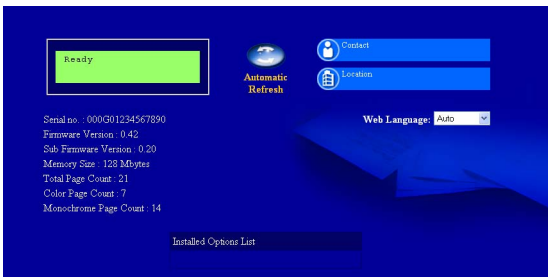 Ready
Automatic
Refresh
Contact
Location
Web Language: Auto
Serial no. : 000G01234567890
Firmware Version : 0.42
Sub Firmware Version : 0.20
Memory Size : 128 Mbytes
Total Page Count : 21
Color Page Count : 7
Monochrome Page Count : 14
Installed Options List